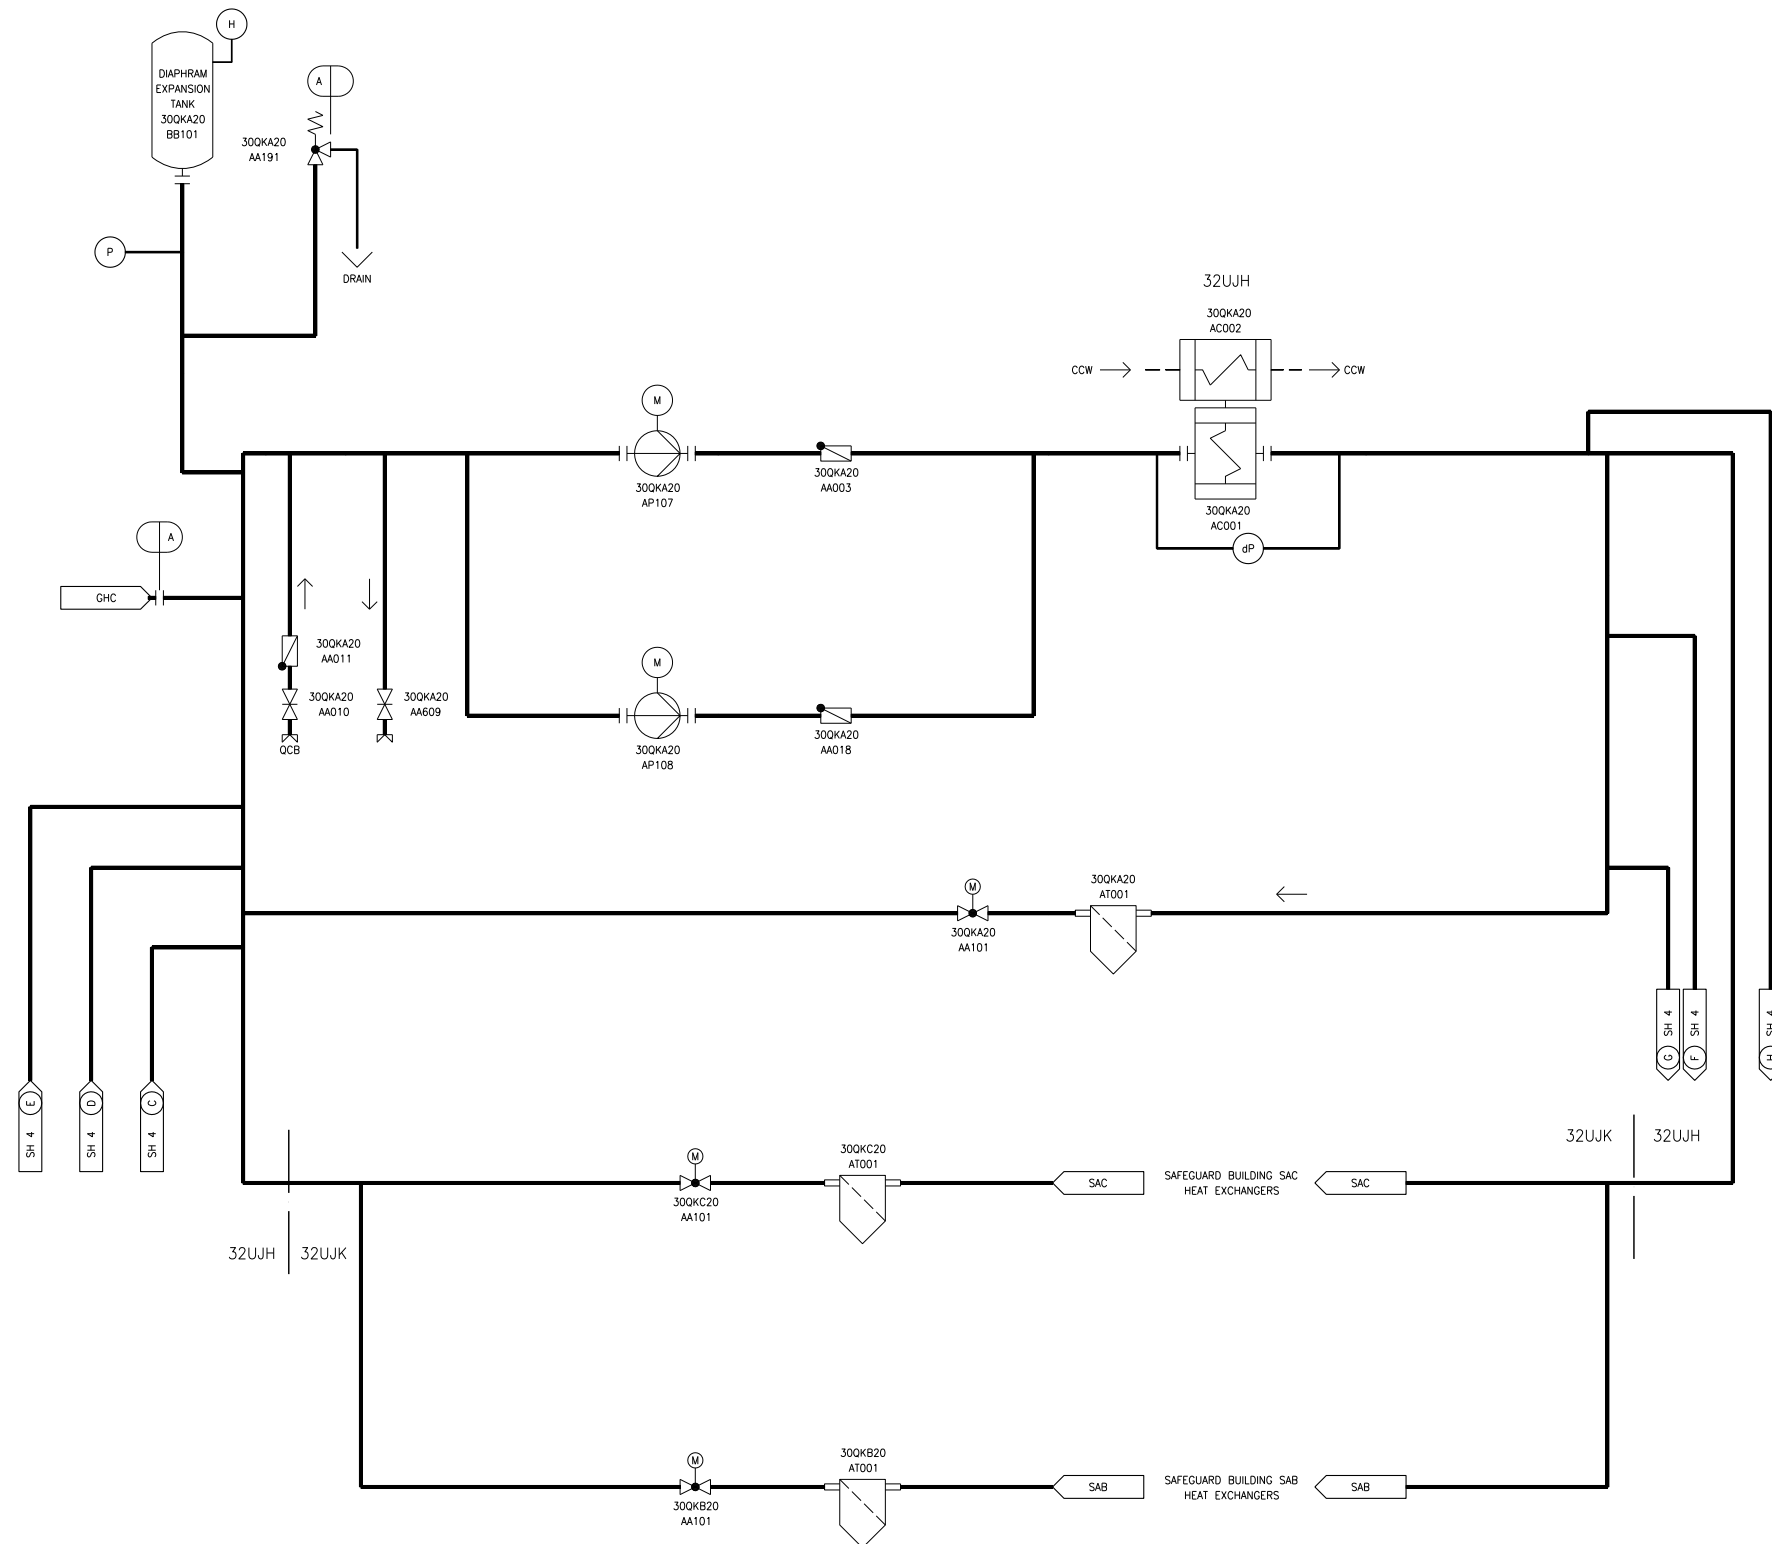 H
DIAPHRAM
EXPANSION
TANK
30QKA20
BB101
A
30QKA20
AA191
P
DRAIN
32UJH
30QKA20
AC002
CCW
CCW
M
30QKA20
AP107
30QKA20
AA003
30QKA20
AC001
dP
A
GHC
30QKA20
AA011
30QKA20
AA010
QCB
30QKA20
AA609
M
30QKA20
AP108
30QKA20
AA018
M
30QKA20
AA101
30QKA20
AT001
G SH 4
F SH 4
H SH 4
SH 4 E
SH 4 D
SH 4 C
32UJK
32UJH
M
30QKC20
AA101
30QKC20
AT001
SAC
SAFEGUARD BUILDING SAC
HEAT EXCHANGERS
SAC
32UJH
32UJK
M
30QKB20
AA101
30QKB20
AT001
SAB
SAFEGUARD BUILDING SAB
HEAT EXCHANGERS
SAB